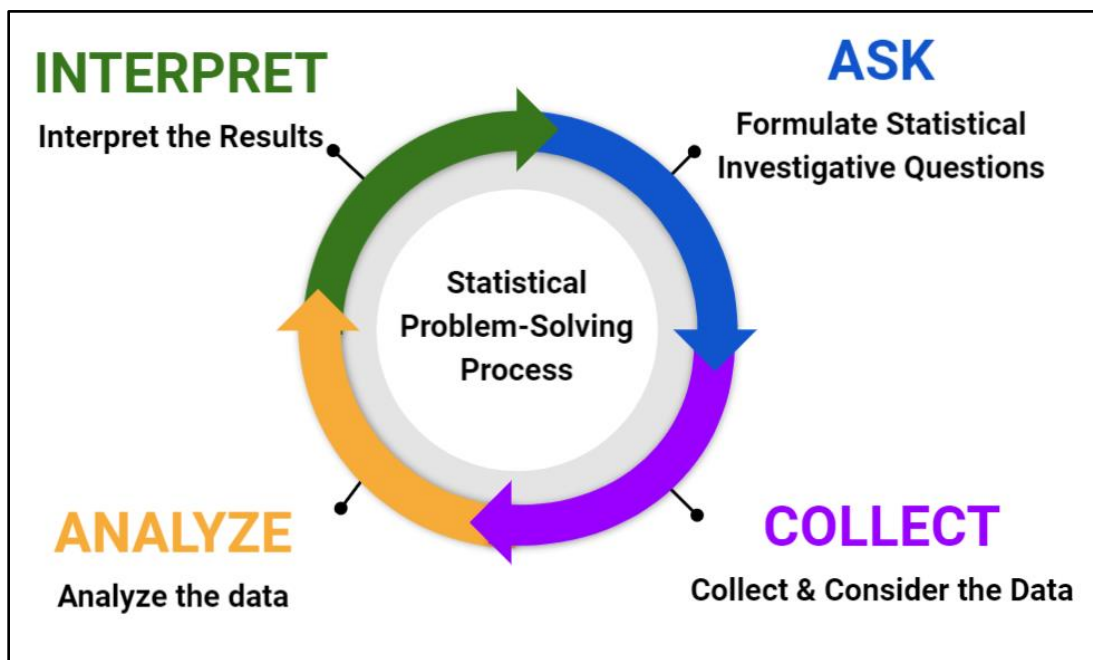 INTERPRET
Interpret the Results
ASK
Formulate Statistical
Investigative Questions
Statistical
Problem-Solving
Process
ANALYZE
Analyze the data
COLLECT
Collect & Consider the Data